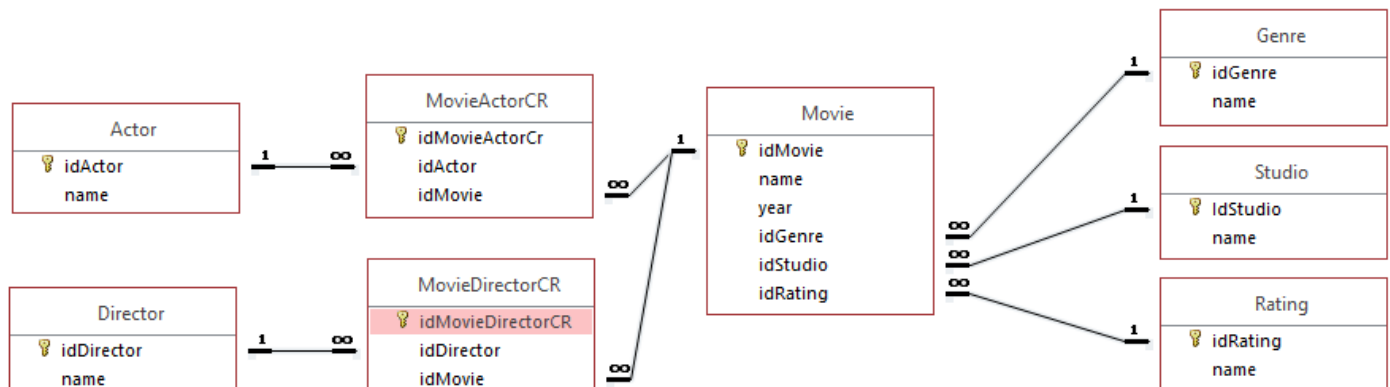 Actor
idActor
name
1
∞
MovieActorCR
idMovieActorCr
idActor
idMovie
∞
1
Director
idDirector
name
1
∞
MovieDirectorCR
idMovieDirectorCR
idDirector
idMovie
∞
Movie
idMovie
name
year
idGenre
idStudio
idRating
∞
∞
∞
1
Genre
idGenre
name
1
Studio
IdStudio
name
1
Rating
idRating
name